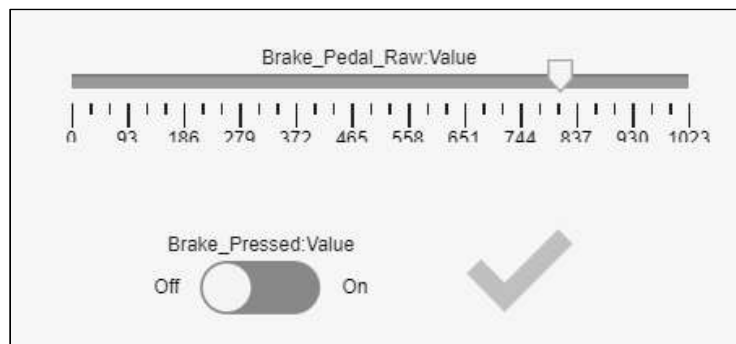 Brake_Pedal_Raw:Value
0 93 186 279 372 465 558 651 744 837 930 1023
Brake_Pressed:Value
Off On